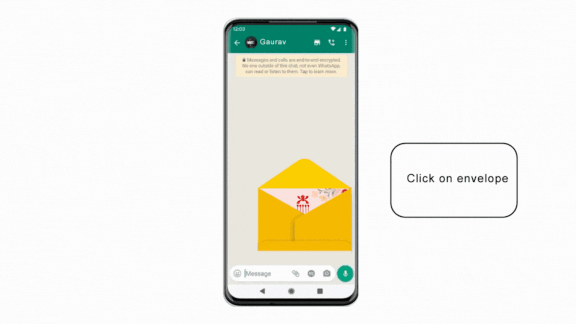 12:03
Gaurav
Messages and calls are end-to-end encrypted.
No one outside of this chat, not even WhatsApp,
can read or listen to them. Tap to learn more.
Message
Click on envelope